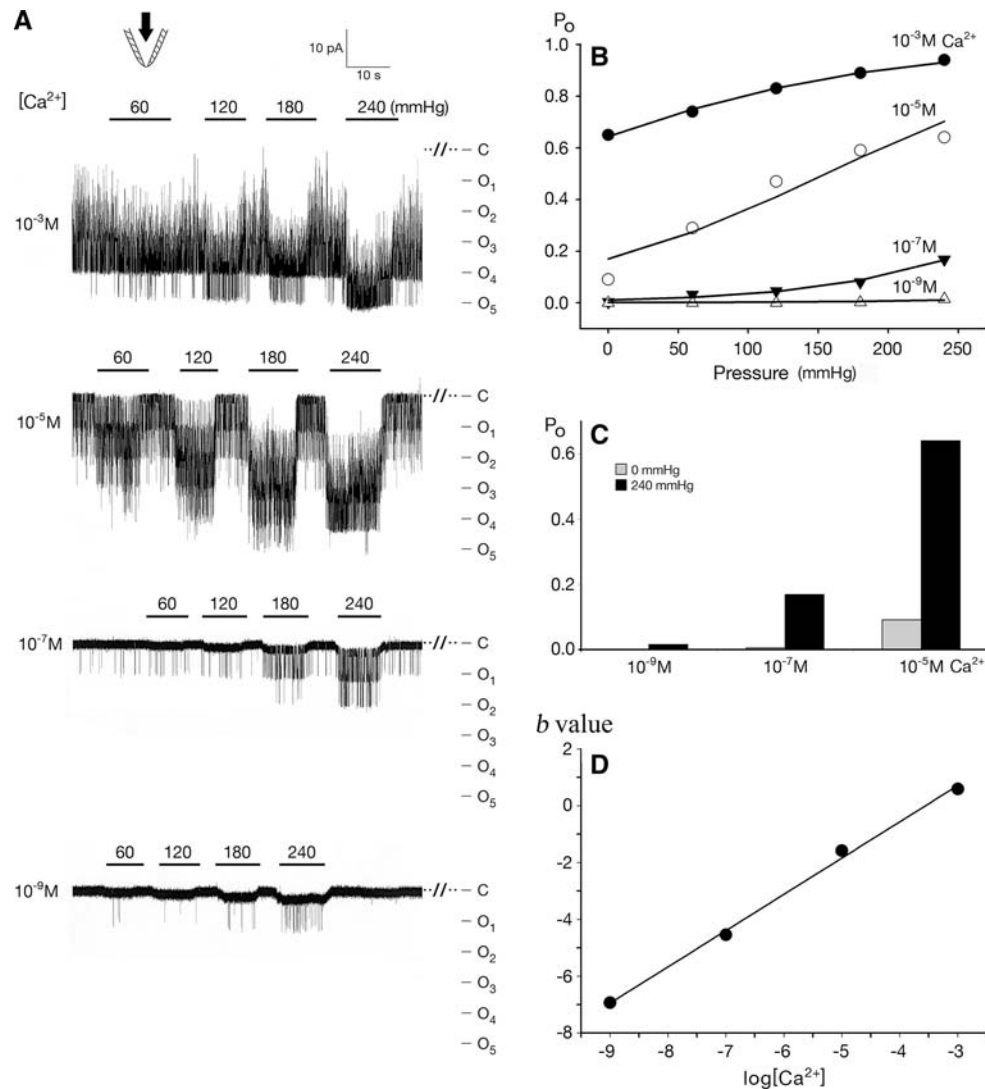 A
10 pA
10 s
[Ca²⁺]
60 120 180 240 (mmHg)
10⁻³M
··//·· – C
– O₁
– O₂
– O₃
– O₄
– O₅
60 120 180 240
10⁻⁵M
··//·· – C
– O₁
– O₂
– O₃
– O₄
– O₅
60 120 180 240
10⁻⁷M
··//·· – C
– O₁
– O₂
– O₃
– O₄
– O₅
60 120 180 240
10⁻⁹M
··//·· – C
– O₁
– O₂
– O₃
– O₄
– O₅
Pₒ
B
1.0
0.8
0.6
0.4
0.2
0.0
10⁻³M Ca²⁺
10⁻⁵M
10⁻⁷M
10⁻⁹M
0 50 100 150 200 250
Pressure (mmHg)
Pₒ
C
0.6
0.4
0.2
0.0
0 mmHg
240 mmHg
10⁻⁹M 10⁻⁷M 10⁻⁵M Ca²⁺
b value
D
2
0
-2
-4
-6
-8
-9 -8 -7 -6 -5 -4 -3
log[Ca²⁺]